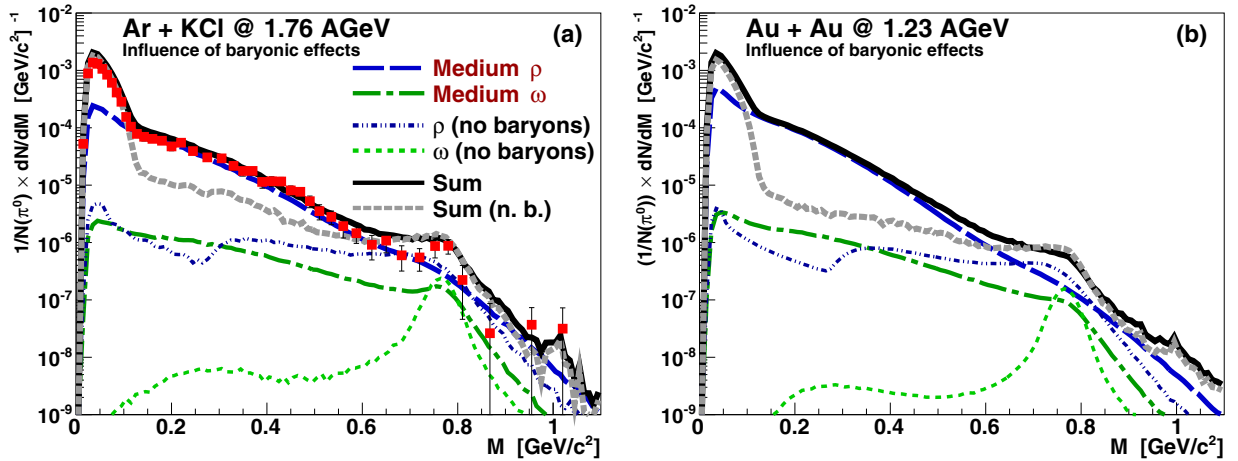 Ar + KCl @ 1.76 AGeV
Influence of baryonic effects
(a)
Medium ρ
Medium ω
ρ (no baryons)
ω (no baryons)
Sum
Sum (n. b.)
1/N(π⁰) × dN/dM [GeV/c²]⁻¹
10⁻²
10⁻³
10⁻⁴
10⁻⁵
10⁻⁶
10⁻⁷
10⁻⁸
10⁻⁹
0 0.2 0.4 0.6 0.8 1
M [GeV/c²]
Au + Au @ 1.23 AGeV
Influence of baryonic effects
(b)
(1/N(π⁰)) × dN/dM [GeV/c²]⁻¹
10⁻²
10⁻³
10⁻⁴
10⁻⁵
10⁻⁶
10⁻⁷
10⁻⁸
10⁻⁹
0 0.2 0.4 0.6 0.8 1
M [GeV/c²]